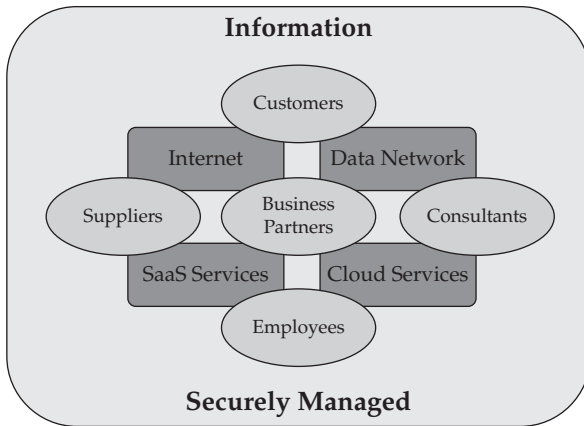 Information
Customers
Internet
Data Network
Suppliers
Business
Partners
Consultants
SaaS Services
Cloud Services
Employees
Securely Managed